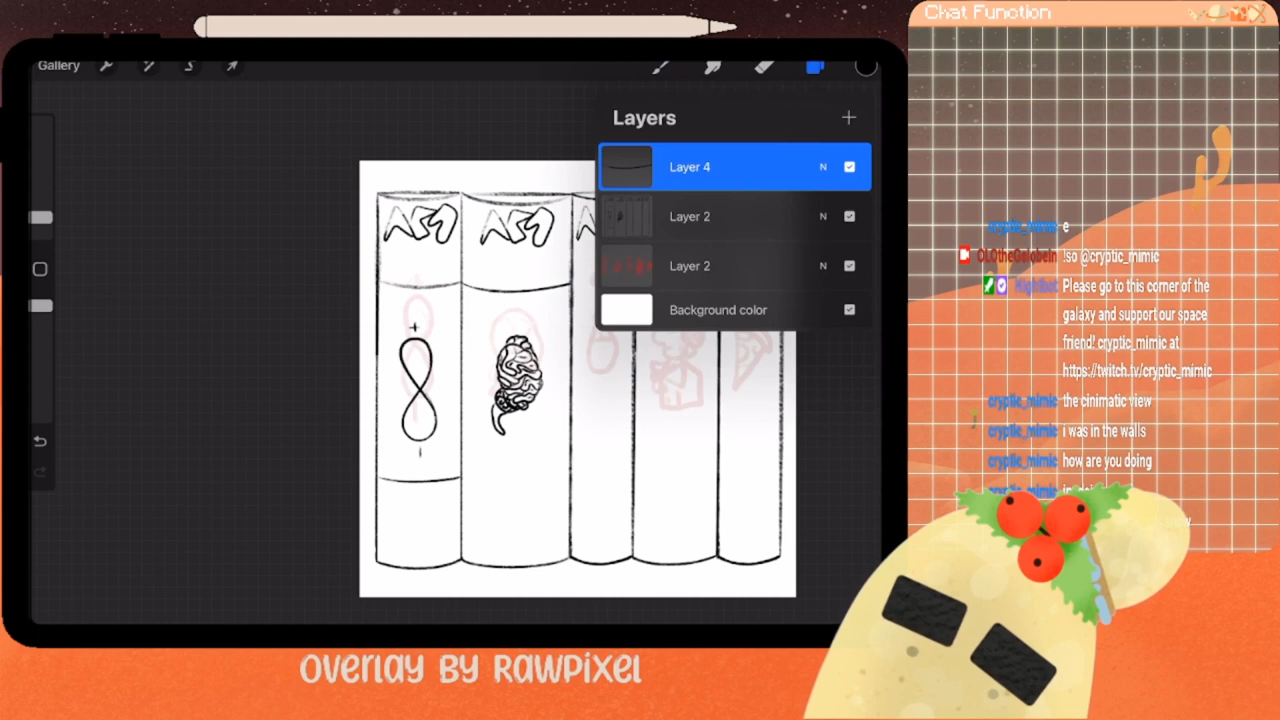 Chat Function
Gallery
Layers
Layer 4
N
Layer 2
N
Layer 2
N
Background color
cryptic_mimic e
OLOtheGalobein !so @cryptic_mimic
Please go to this corner of the
galaxy and support our space
friend! cryptic_mimic at
https://twitch.tv/cryptic_mimic
cryptic_mimic the cinimatic view
cryptic_mimic i was in the walls
cryptic_mimic how are you doing
cryptic_mimic
OVERLAY BY RAWPIXEL